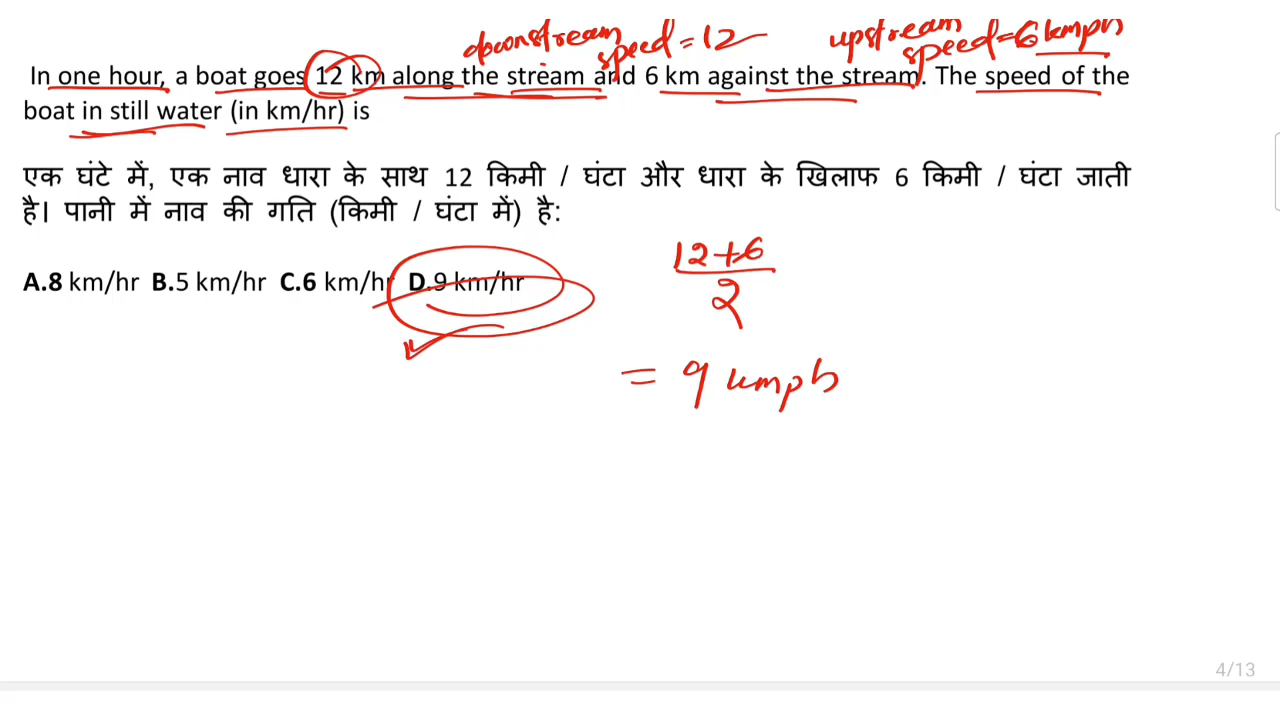 downstream speed = 12
upstream speed = 6 kmph
In one hour, a boat goes 12 km along the stream and 6 km against the stream. The speed of the
boat in still water (in km/hr) is
एक घंटे में, एक नाव धारा के साथ 12 किमी / घंटा और धारा के खिलाफ 6 किमी / घंटा जाती
है। पानी में नाव की गति (किमी / घंटा में) है:
12+6
A.8 km/hr B.5 km/hr C.6 km/hr D.9 km/hr
2
= 9 kmph
4/13